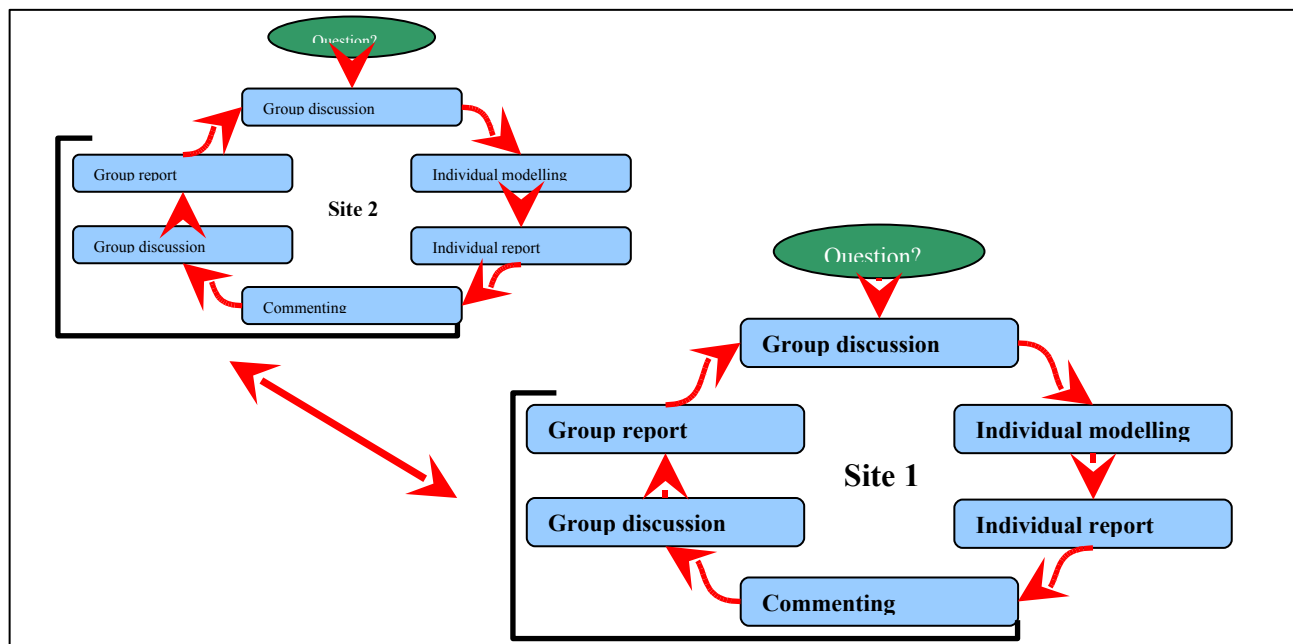 Question?
Group discussion
Group report
Individual modelling
Site 2
Group discussion
Individual report
Commenting
Question?
Group discussion
Group report
Individual modelling
Site 1
Group discussion
Individual report
Commenting